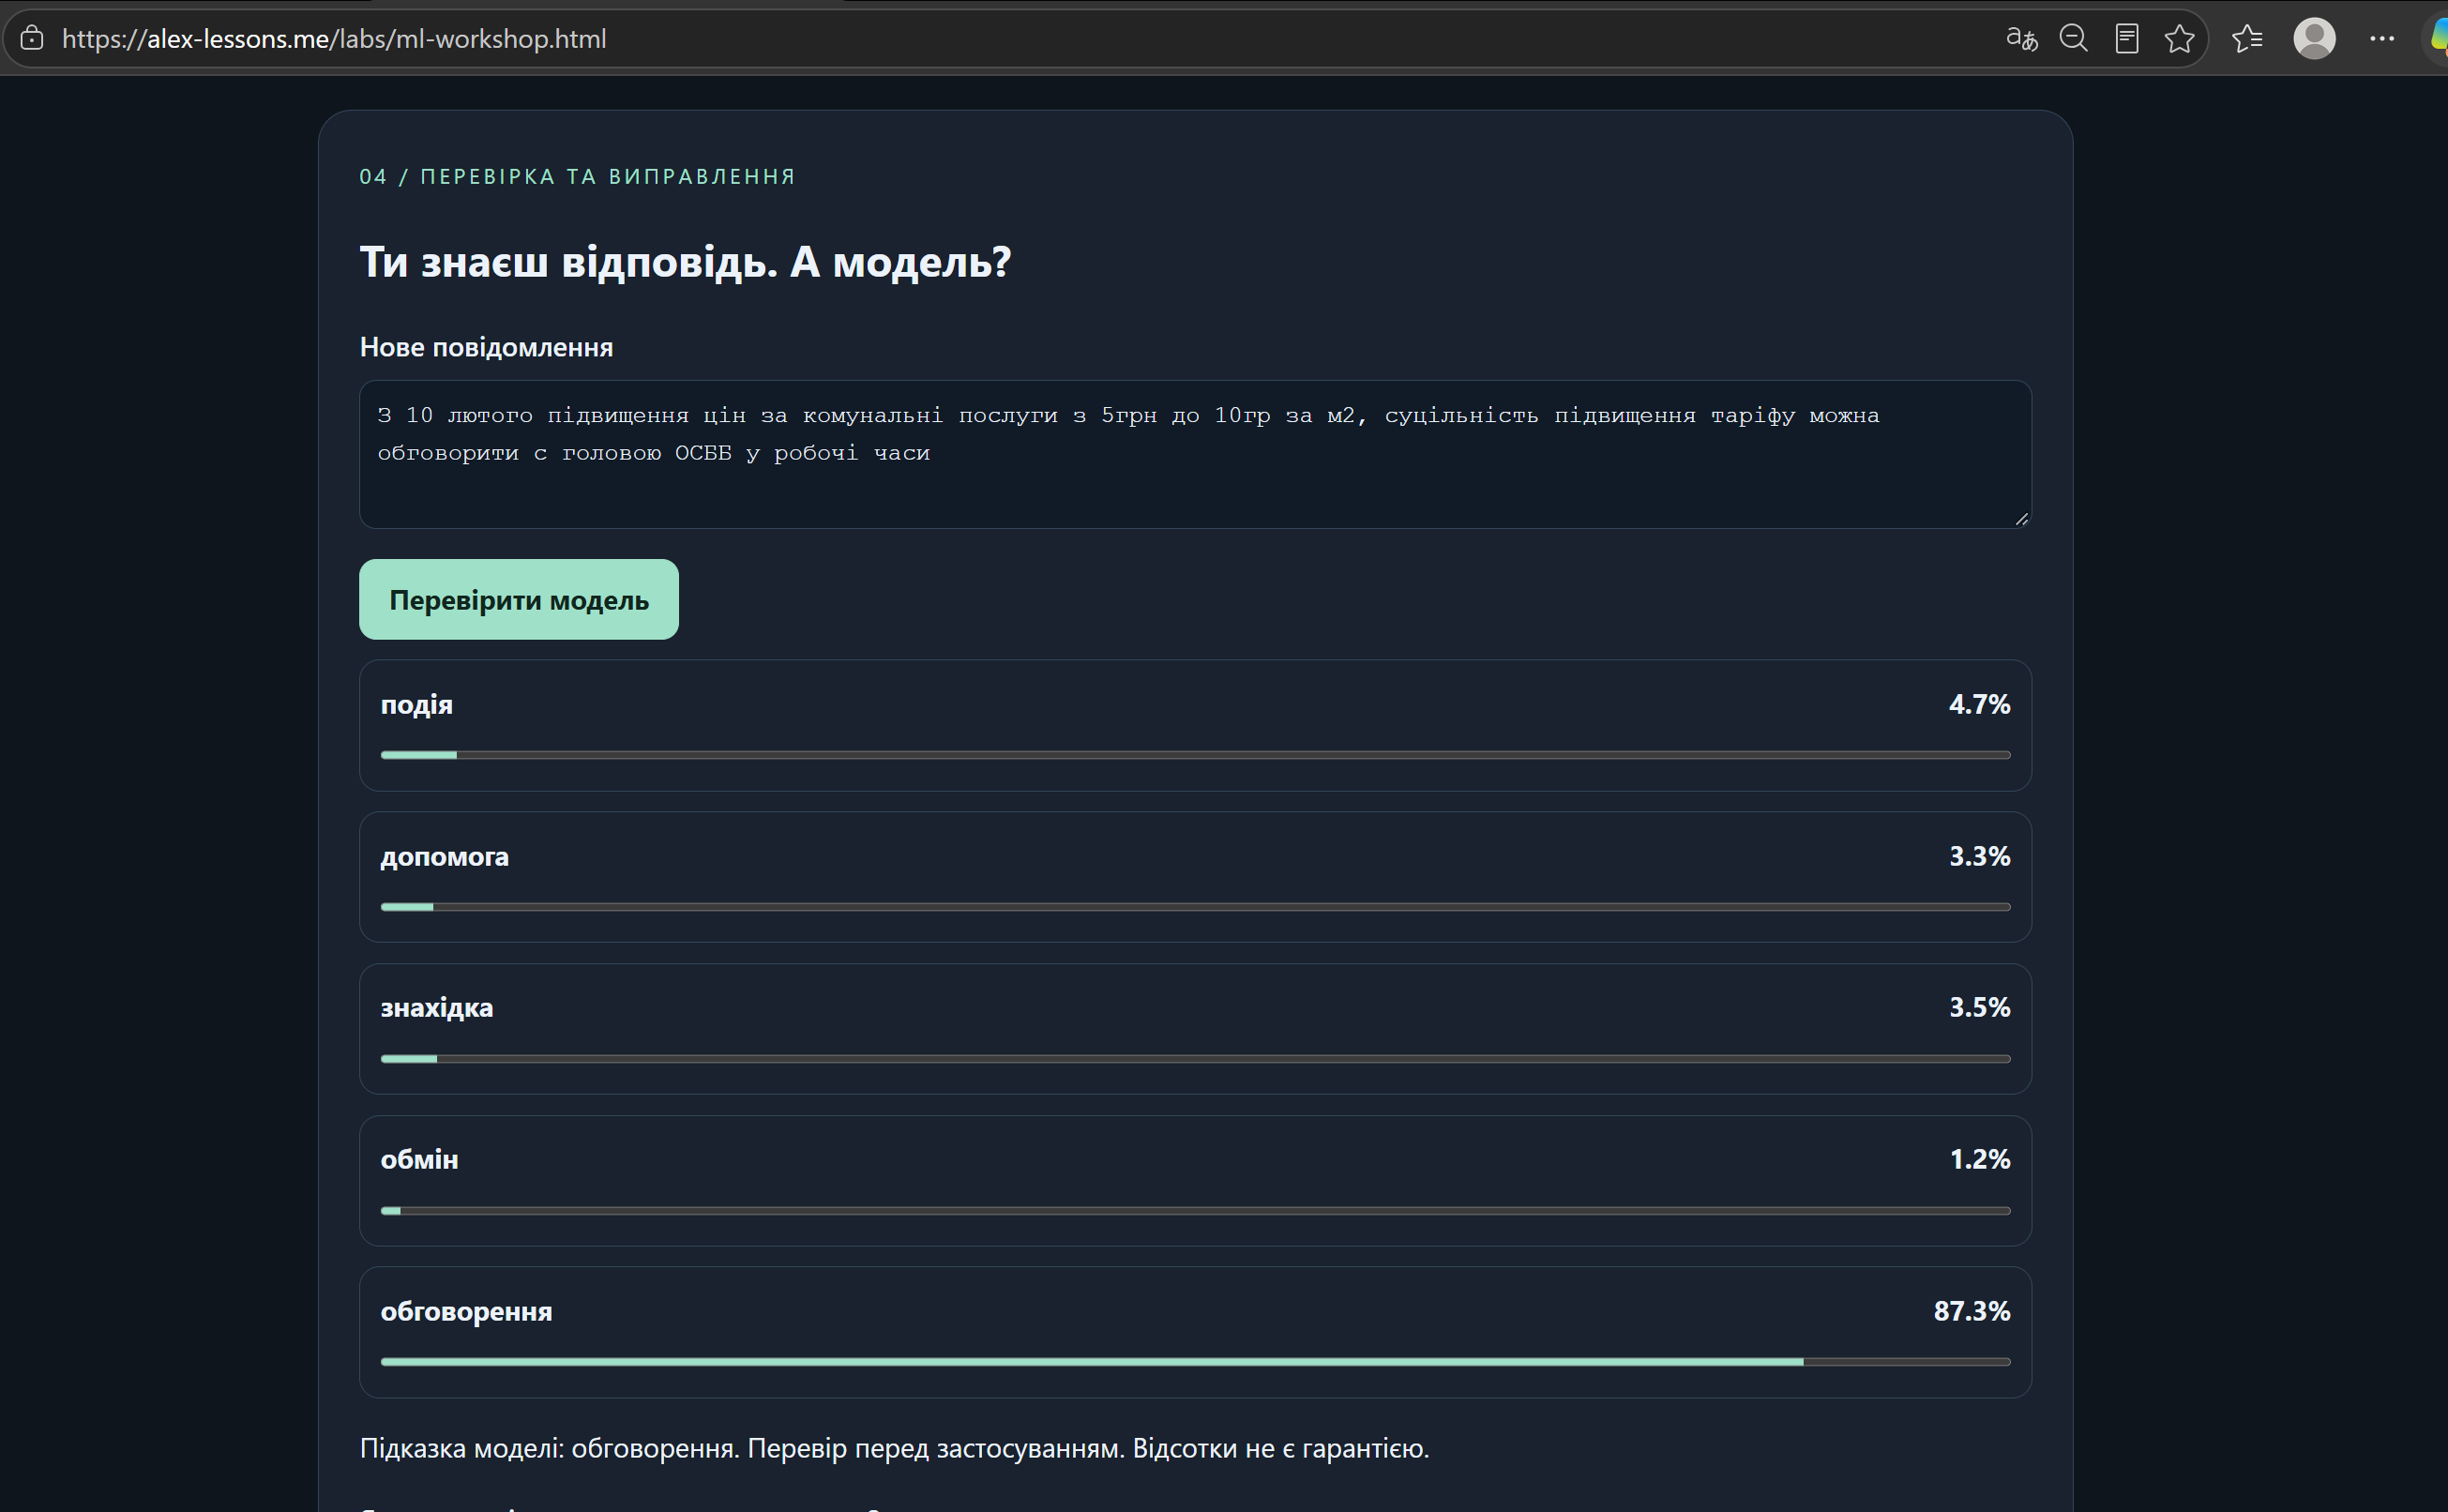 https://alex-lessons.me/labs/ml-workshop.html
04 / ПЕРЕВІРКА ТА ВИПРАВЛЕННЯ
Ти знаєш відповідь. А модель?
Нове повідомлення
З 10 лютого підвищення цін за комунальні послуги з 5грн до 10гр за м2, суцільність підвищення таріфу можна
обговорити с головою ОСББ у робочі часи
Перевірити модель
подія 4.7%
допомога 3.3%
знахідка 3.5%
обмін 1.2%
обговорення 87.3%
Підказка моделі: обговорення. Перевір перед застосуванням. Відсотки не є гарантією.